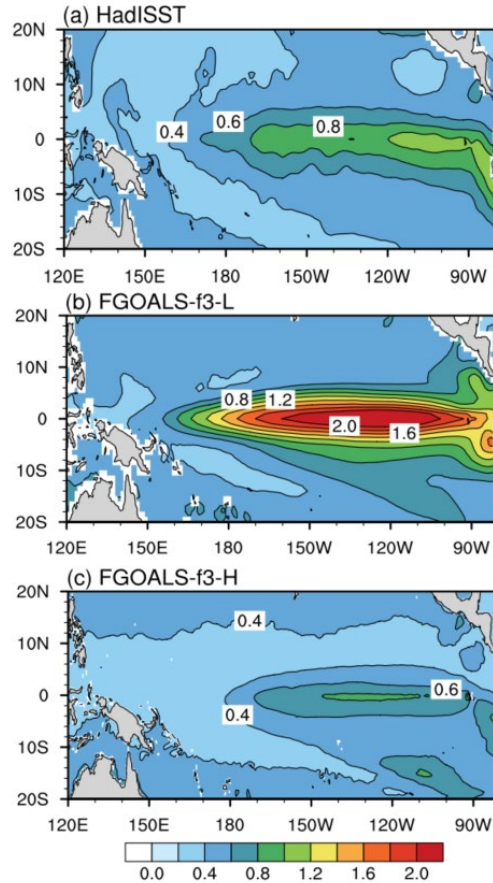 (a) HadISST
20N
10N
0.4 0.6 0.8
0
10S
20S
120E 150E 180 150W 120W 90W
(b) FGOALS-f3-L
20N
10N
0.8 1.2
0
2.0 1.6
10S
20S
120E 150E 180 150W 120W 90W
(c) FGOALS-f3-H
20N
0.4
10N
0.6
0
0.4
10S
20S
120E 150E 180 150W 120W 90W
0.0 0.4 0.8 1.2 1.6 2.0